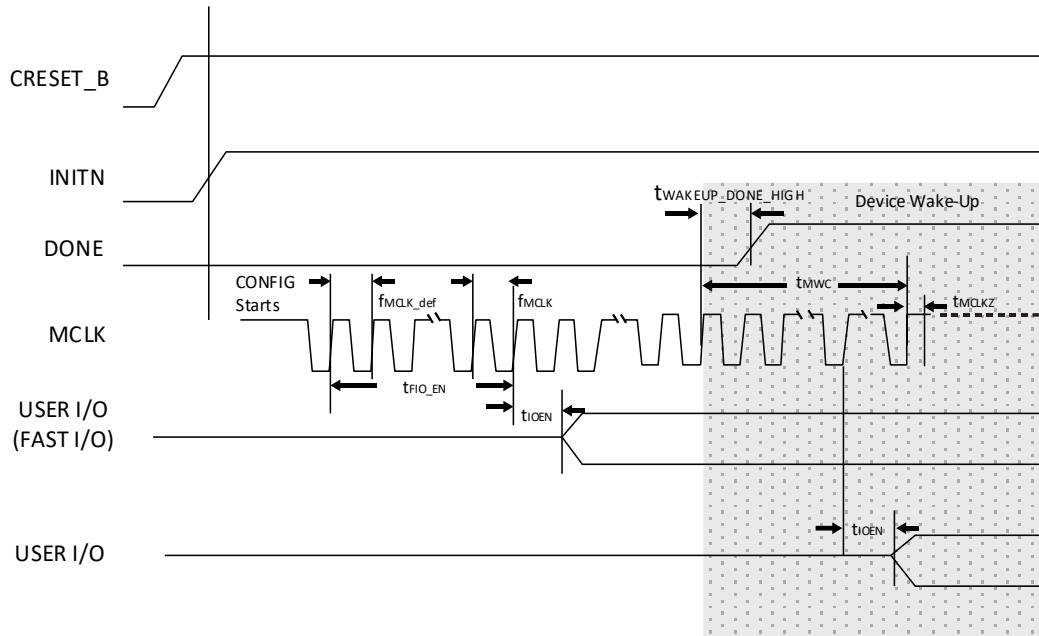 CRESET_B
INITN
tWAKEUP_DONE_HIGH
Device Wake-Up
DONE
CONFIG
Starts
fMCLK_def
fMCLK
tMWC
tMCLKZ
MCLK
tFIO_EN
USER I/O
(FAST I/O)
tIOEN
USER I/O
tIOEN